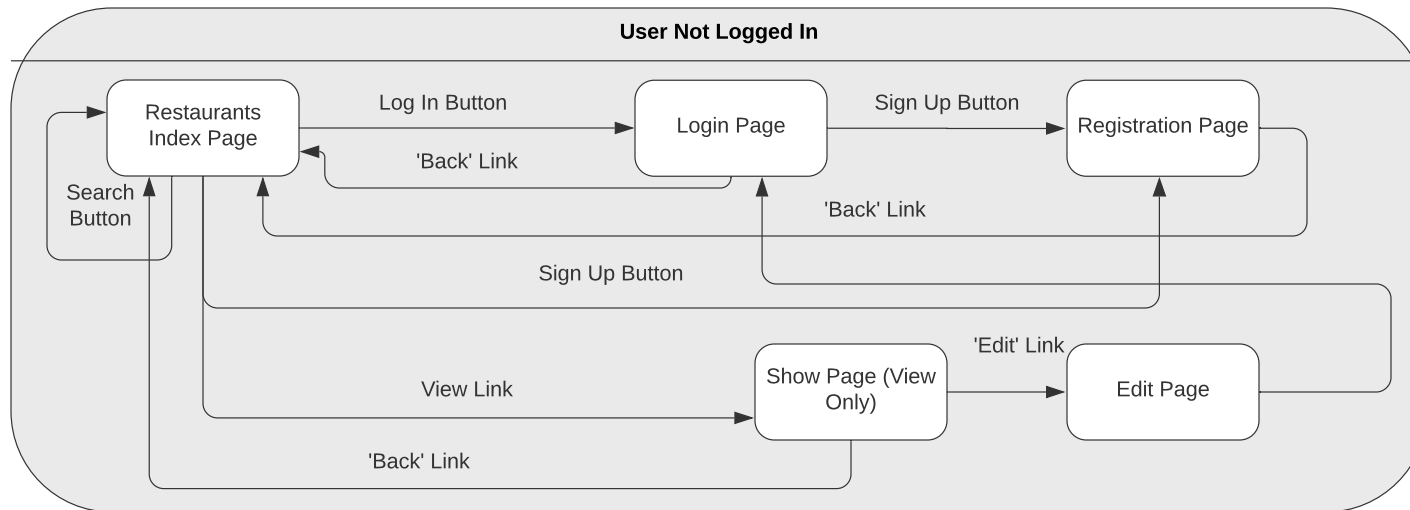 User Not Logged In
Restaurants
Index Page
Log In Button
Login Page
Sign Up Button
Registration Page
'Back' Link
Search
Button
'Back' Link
Sign Up Button
'Edit' Link
View Link
Show Page (View
Only)
Edit Page
'Back' Link